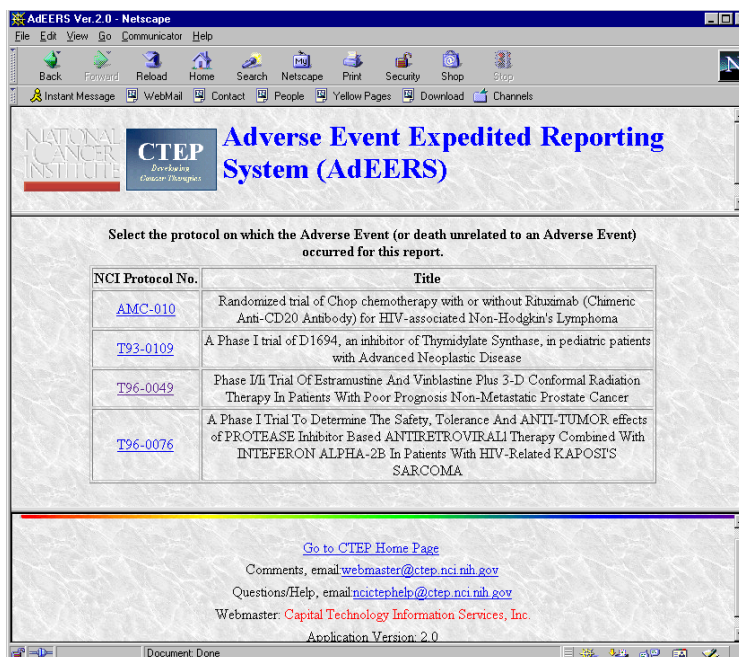 AdEERS Ver.2.0 - Netscape
File Edit View Go Communicator Help
Back Forward Reload Home Search Netscape Print Security Shop Stop
Instant Message WebMail Contact People Yellow Pages Download Channels
NATIONAL
CANCER
INSTITUTE
CTEP
Developing
Cancer Therapies
Adverse Event Expedited Reporting
System (AdEERS)
Select the protocol on which the Adverse Event (or death unrelated to an Adverse Event)
occurred for this report.
NCI Protocol No. Title
AMC-010 Randomized trial of Chop chemotherapy with or without Rituximab (Chimeric
Anti-CD20 Antibody) for HIV-associated Non-Hodgkin's Lymphoma
T93-0109 A Phase I trial of D1694, an inhibitor of Thymidylate Synthase, in pediatric patients
with Advanced Neoplastic Disease
T96-0049 Phase I/Ii Trial Of Estramustine And Vinblastine Plus 3-D Conformal Radiation
Therapy In Patients With Poor Prognosis Non-Metastatic Prostate Cancer
T96-0076 A Phase I Trial To Determine The Safety, Tolerance And ANTI-TUMOR effects
of PROTEASE Inhibitor Based ANTIRETROVIRALl Therapy Combined With
INTEFERON ALPHA-2B In Patients With HIV-Related KAPOSI'S
SARCOMA
Go to CTEP Home Page
Comments, email:webmaster@ctep.nci.nih.gov
Questions/Help, email:ncictephelp@ctep.nci.nih.gov
Webmaster: Capital Technology Information Services, Inc.
Application Version: 2.0
Document: Done